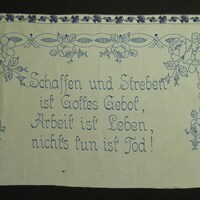 Schaffen und Streben
ist Gottes Gebot,
Arbeit ist Leben,
nichts tun ist Tod!